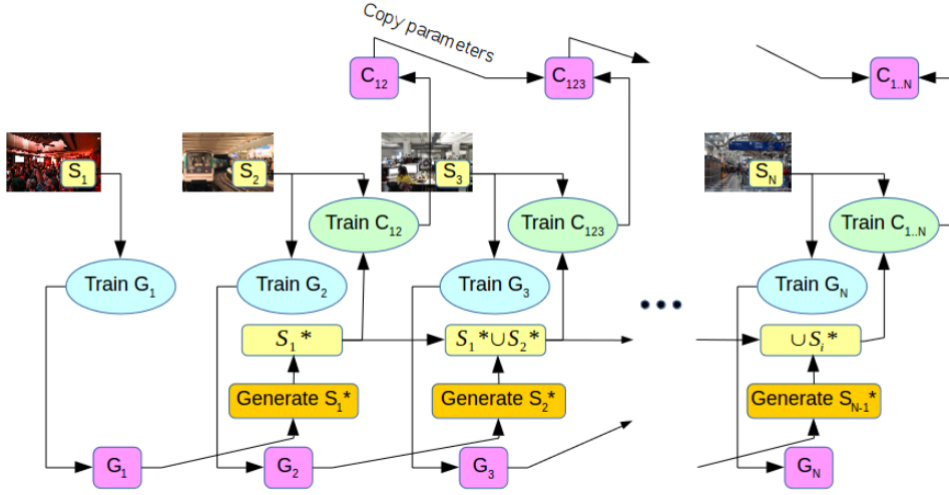 Copy parameters
C12
C123
C1..N
S1
S2
S3
SN
Train C12
Train C123
Train C1..N
Train G1
Train G2
Train G3
Train GN
S1*
S1*∪S2*
∪Si*
Generate S1*
Generate S2*
Generate SN-1*
G1
G2
G3
GN